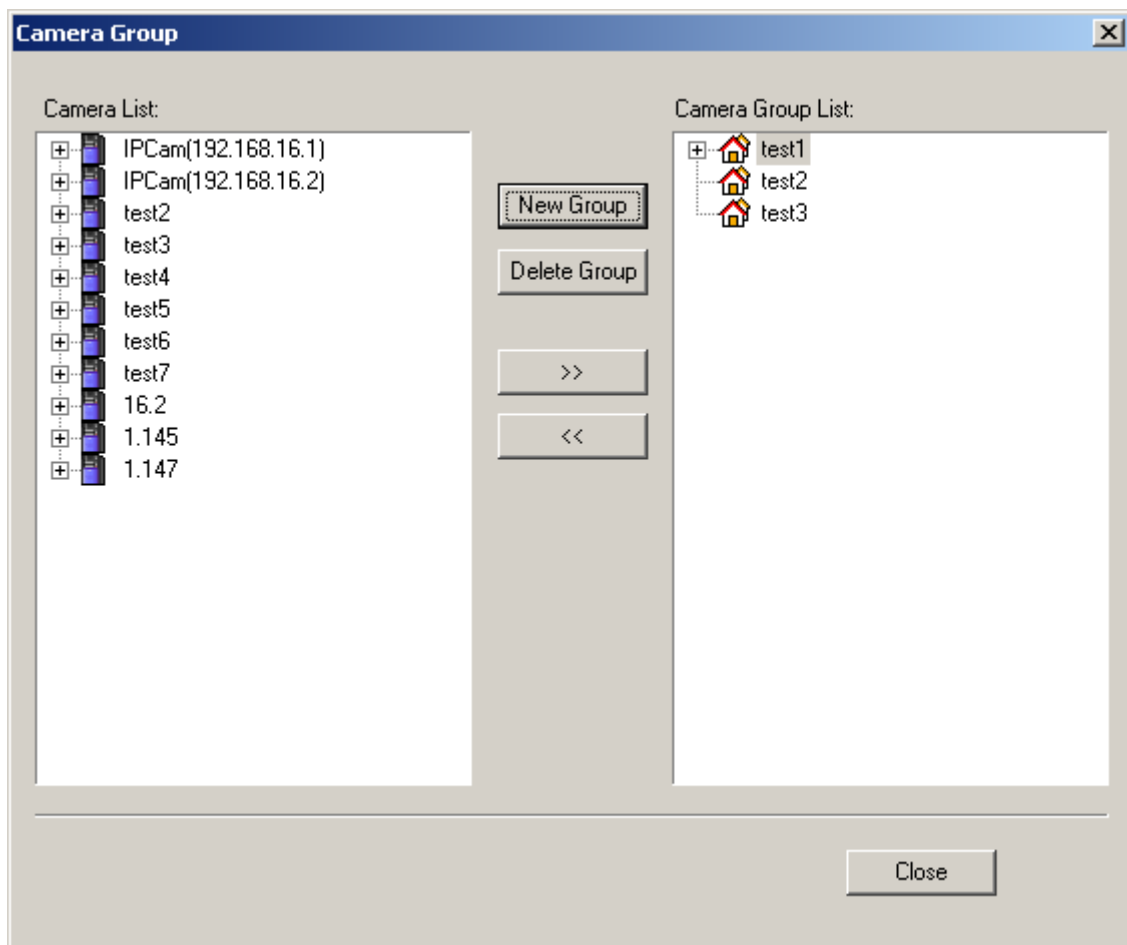 Camera Group
Camera List:
IPCam(192.168.16.1)
IPCam(192.168.16.2)
test2
test3
test4
test5
test6
test7
16.2
1.145
1.147
New Group
Delete Group
>>
<<
Camera Group List:
test1
test2
test3
Close